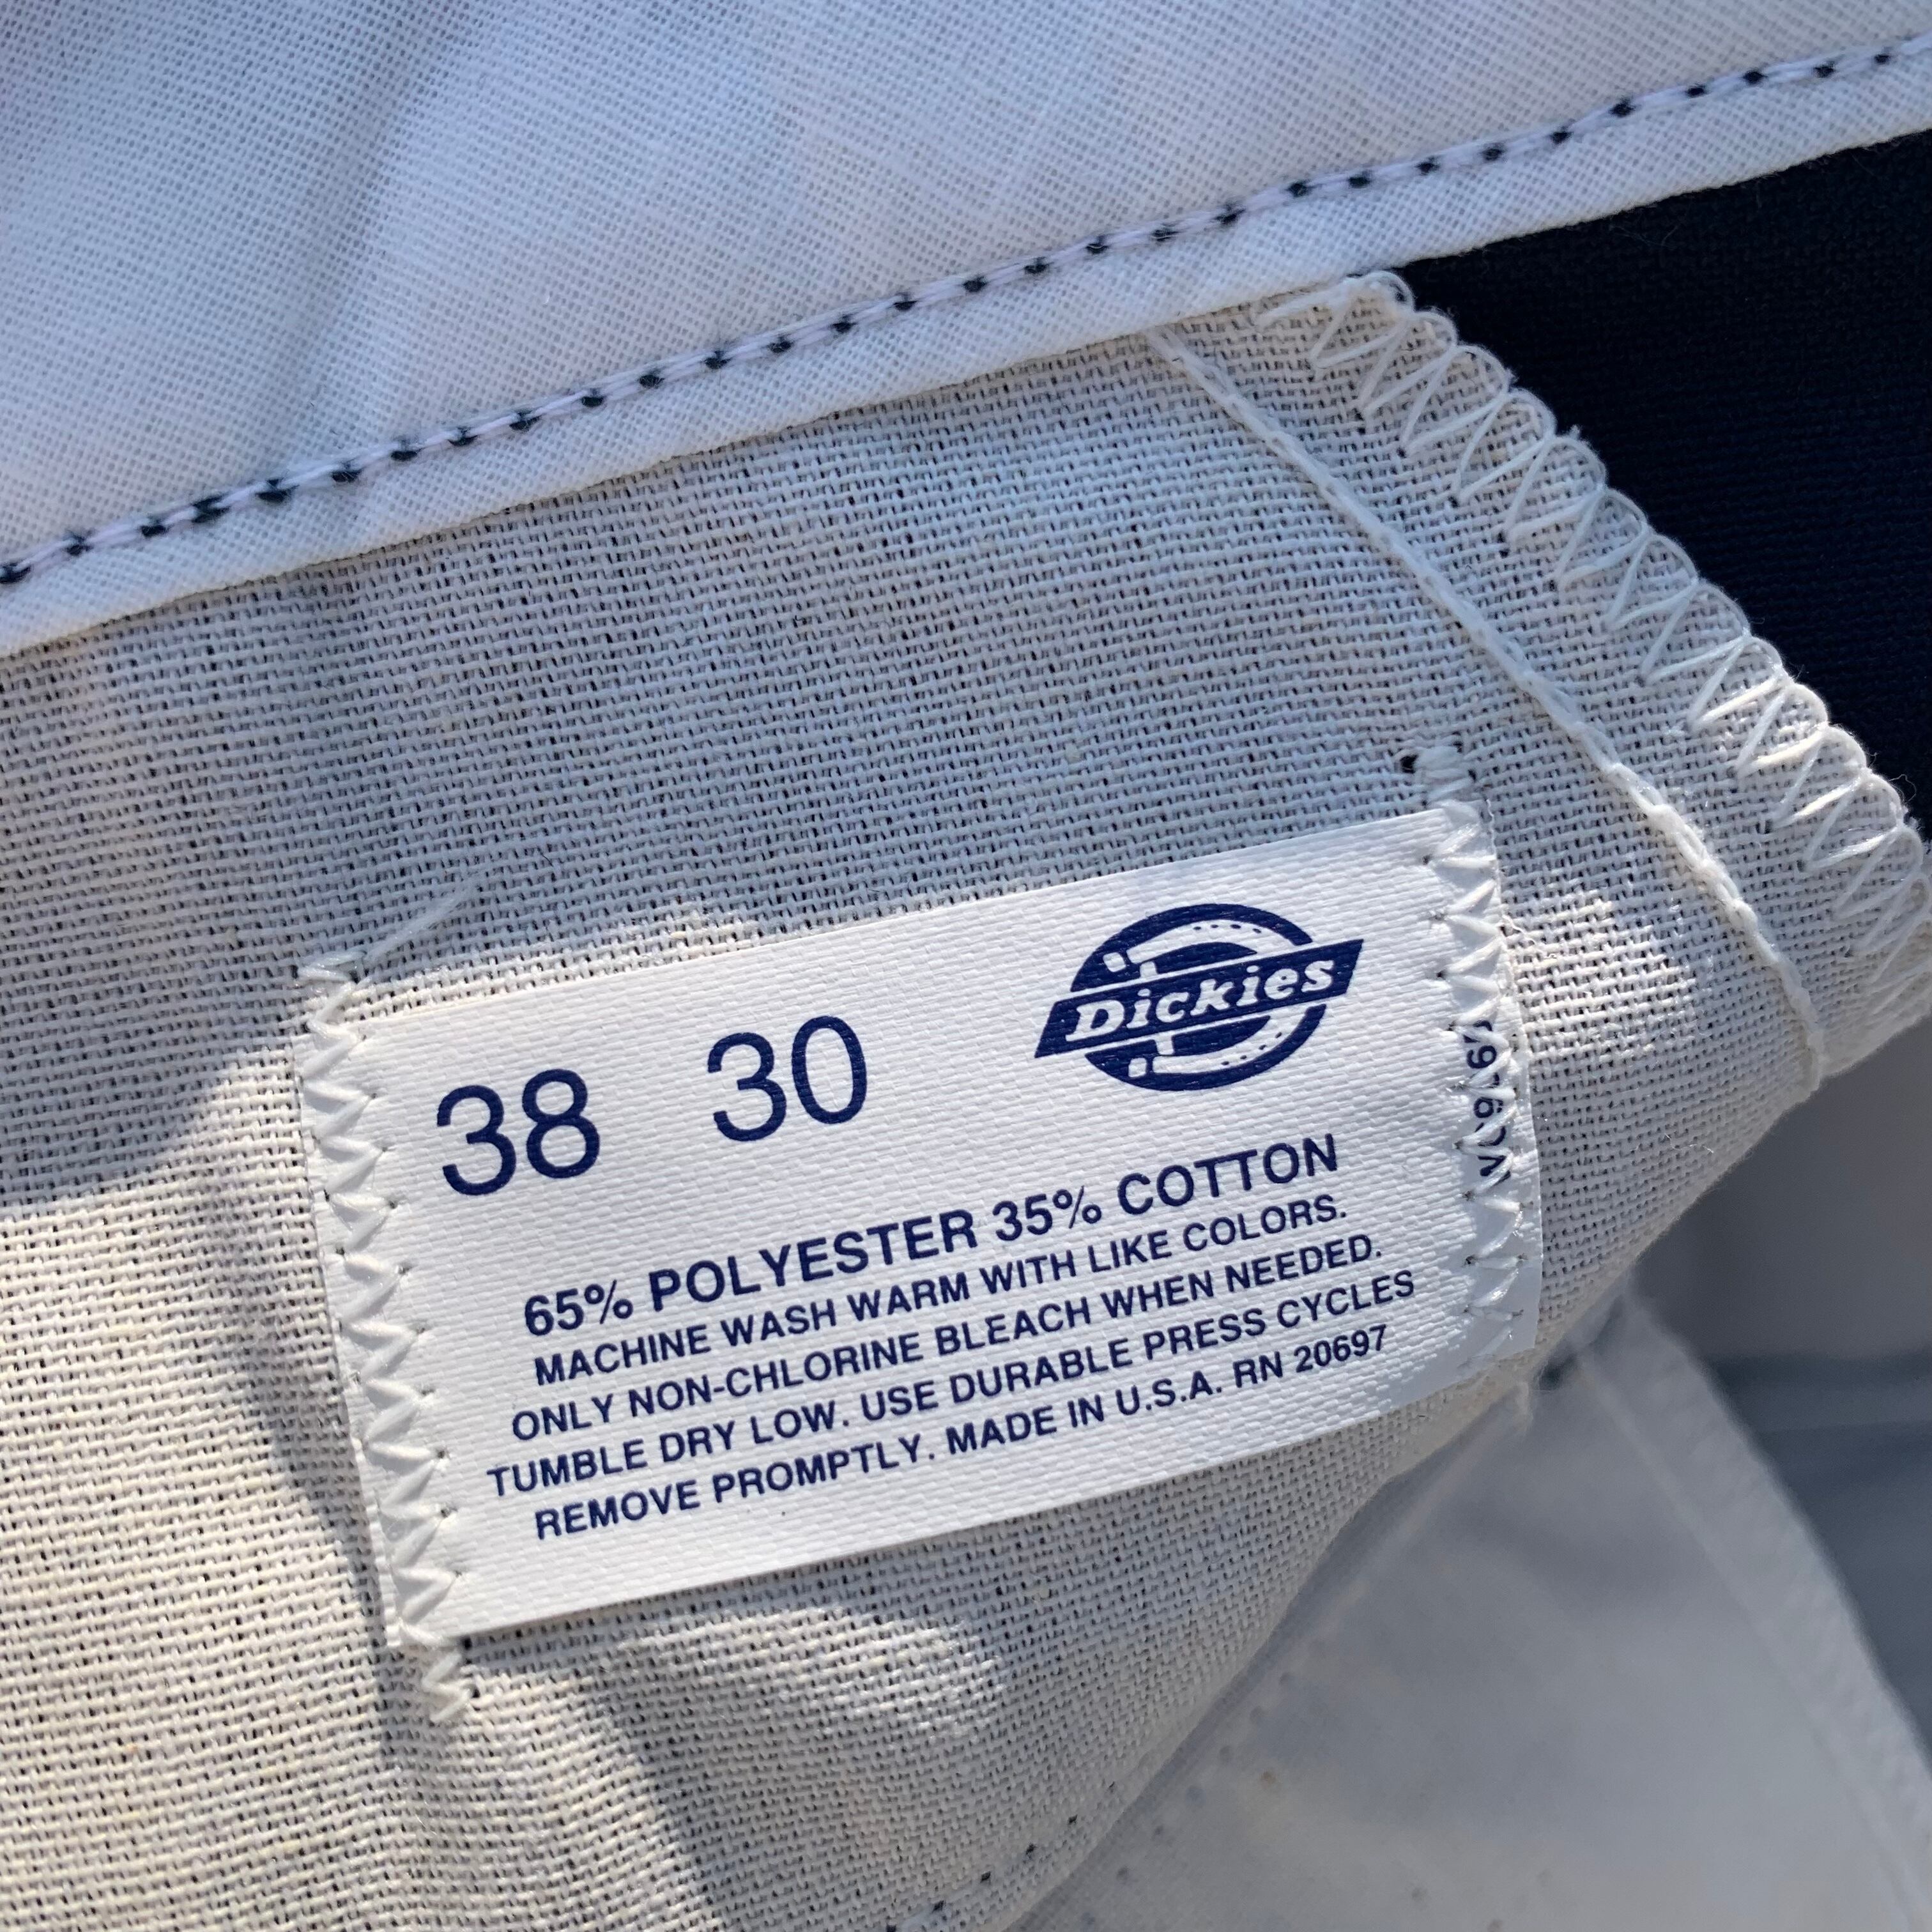 38 30 Dickies
65% POLYESTER 35% COTTON
MACHINE WASH WARM WITH LIKE COLORS.
ONLY NON-CHLORINE BLEACH WHEN NEEDED.
TUMBLE DRY LOW. USE DURABLE PRESS CYCLES
REMOVE PROMPTLY. MADE IN U.S.A. RN 20697